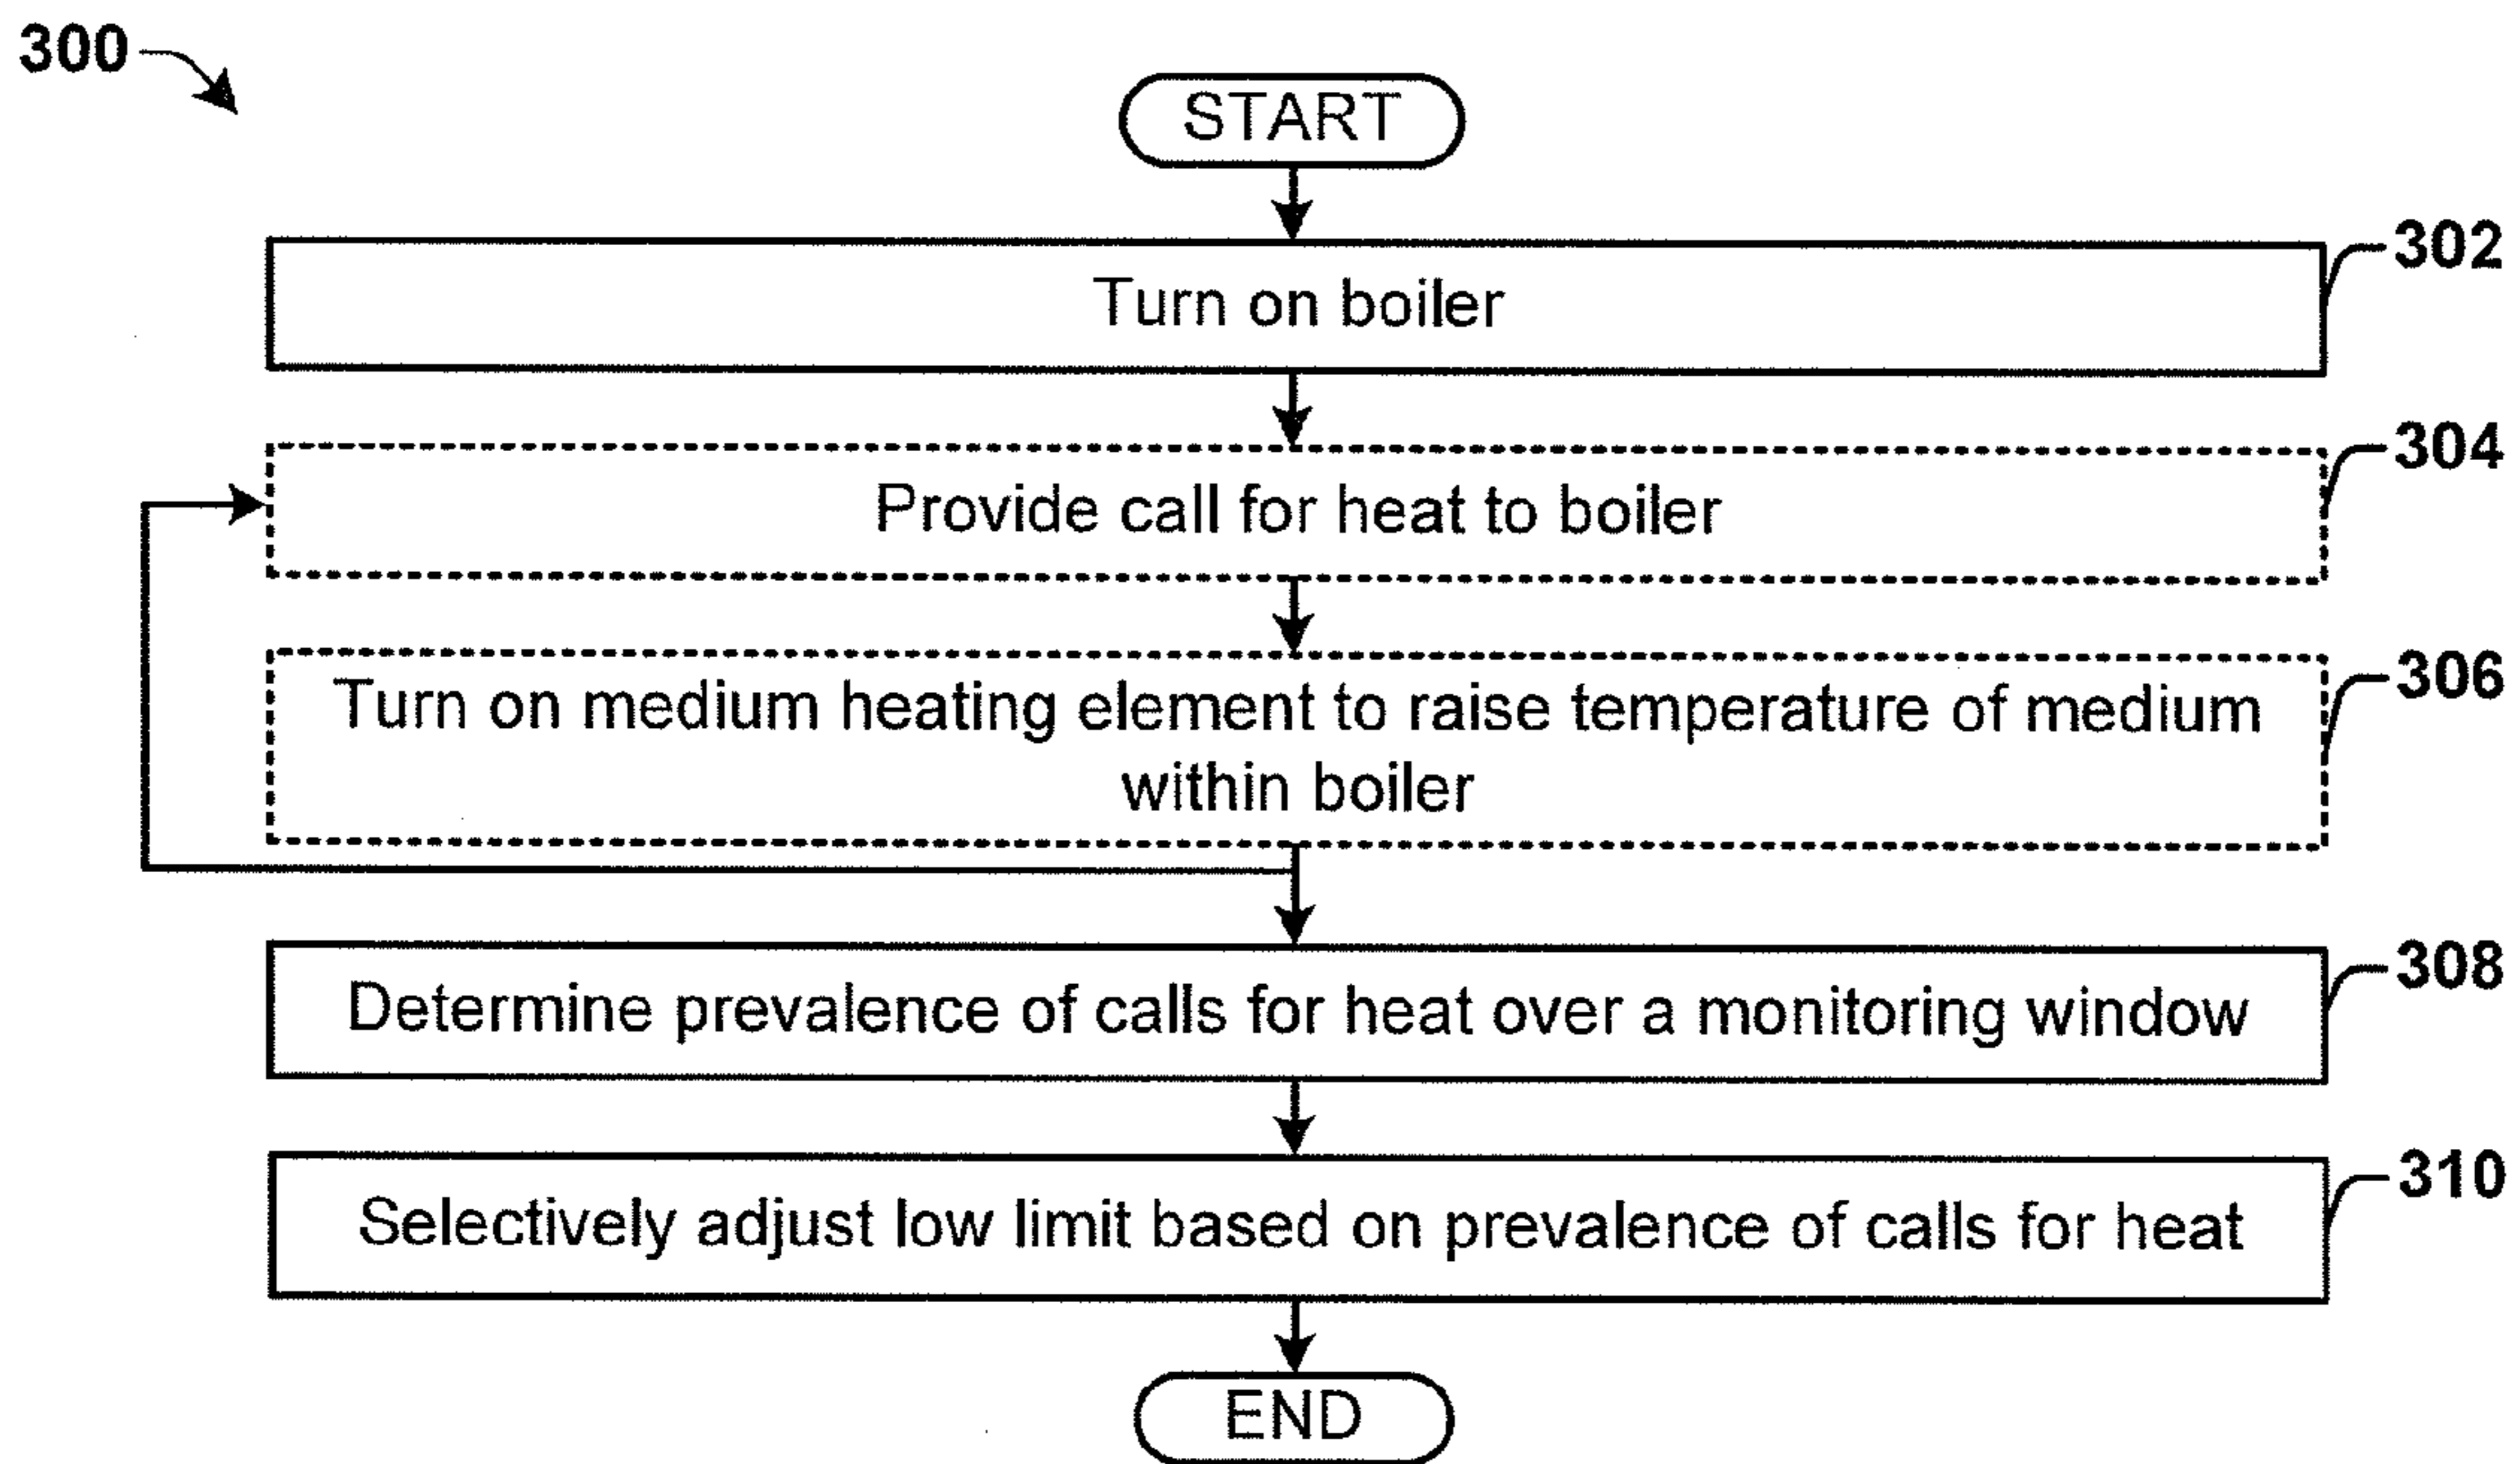 300
START
302
Turn on boiler
304
Provide call for heat to boiler
306
Turn on medium heating element to raise temperature of medium
within boiler
308
Determine prevalence of calls for heat over a monitoring window
310
Selectively adjust low limit based on prevalence of calls for heat
END